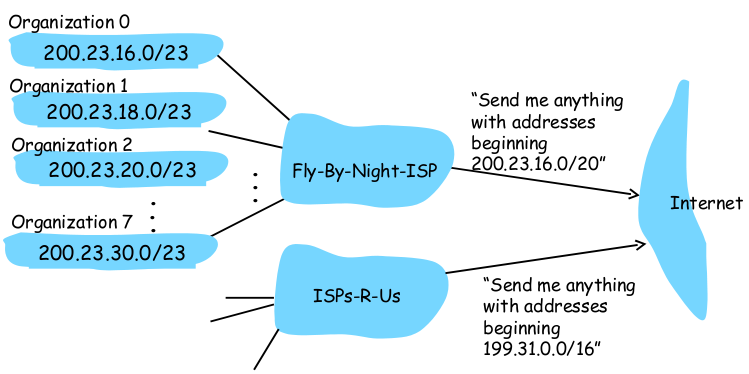 Organization 0
200.23.16.0/23
Organization 1
200.23.18.0/23
Organization 2
200.23.20.0/23
Organization 7
200.23.30.0/23
Fly-By-Night-ISP
“Send me anything
with addresses
beginning
200.23.16.0/20”
Internet
ISPs-R-Us
“Send me anything
with addresses
beginning
199.31.0.0/16”